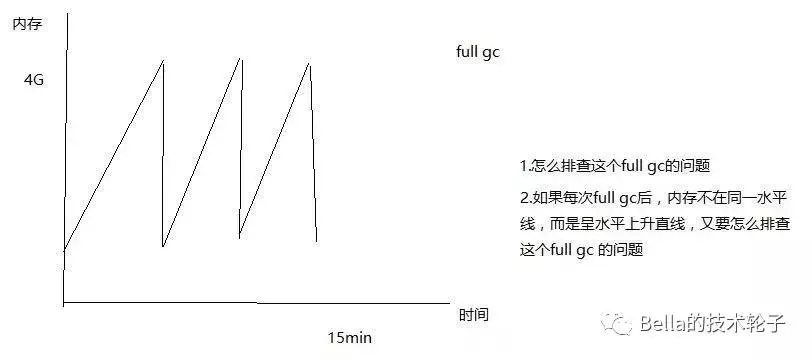 内存
4G
full gc
1.怎么排查这个full gc的问题
2.如果每次full gc后，内存不在同一水平
线，而是呈水平上升直线，又要怎么排查
这个full gc 的问题
时间
15min
Bella的技术轮子